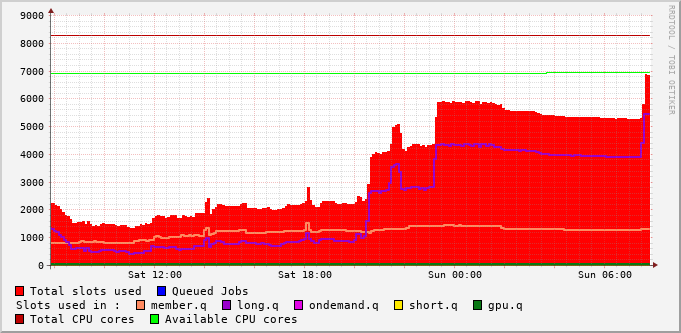 9000
8000
7000
6000
5000
4000
3000
2000
1000
0
Sat 12:00 Sat 18:00 Sun 00:00 Sun 06:00
Total slots used Queued Jobs
Slots used in : member.q long.q ondemand.q short.q gpu.q
Total CPU cores Available CPU cores
RRDTOOL / TOBI OETIKER